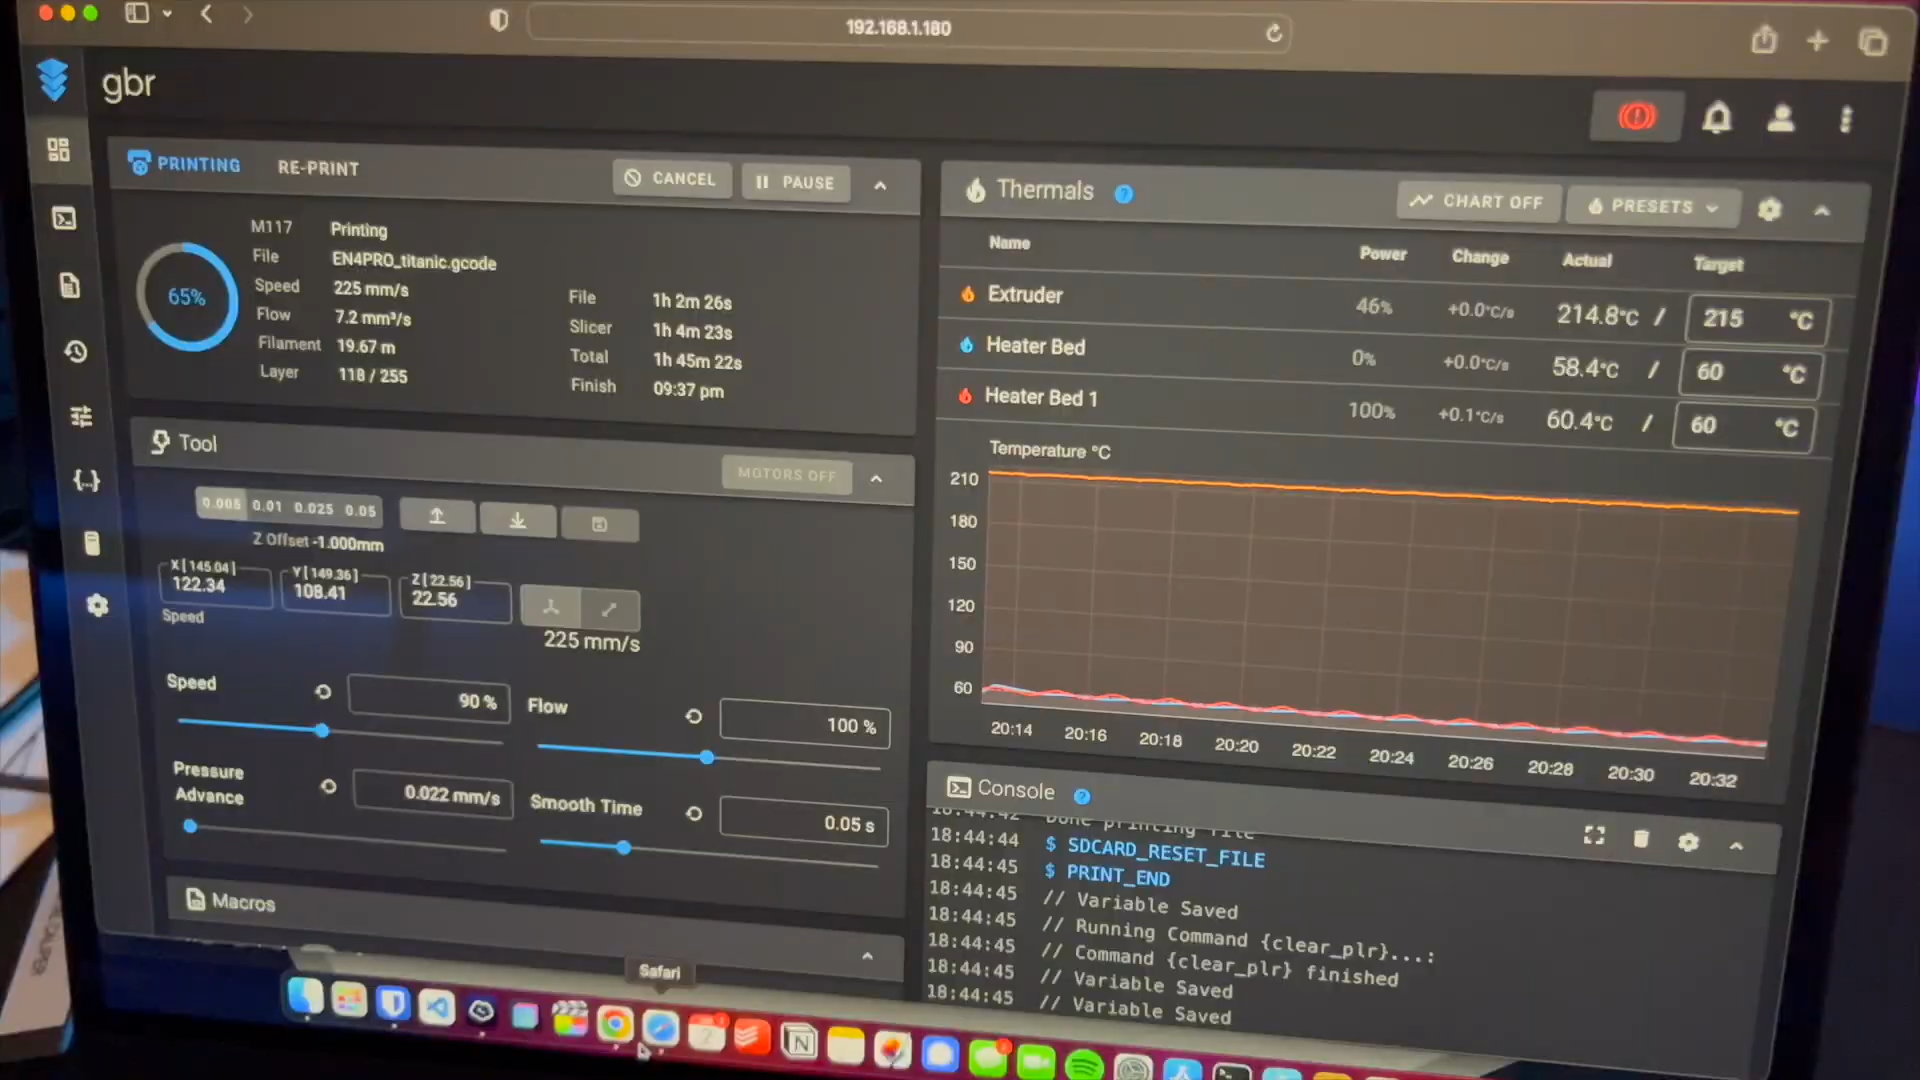 192.168.1.180
gbr
PRINTING
RE-PRINT
CANCEL
PAUSE
65%
M117 Printing
File EN4PRO_titanic.gcode
Speed 225 mm/s
Flow 7.2 mm³/s
Filament 19.67 m
Layer 118 / 255
File 1h 2m 26s
Slicer 1h 4m 23s
Total 1h 45m 22s
Finish 09:37 pm
Tool
MOTORS OFF
0.005 0.01 0.025 0.05
Z Offset -1.000mm
X [ 145.04 ] Y [ 149.36 ] Z [ 22.56 ]
122.34 108.41 22.56
Speed
225 mm/s
Speed 90 %
Flow 100 %
Pressure
Advance 0.022 mm/s
Smooth Time 0.05 s
Macros
Thermals
CHART OFF
PRESETS
Name Power Change Actual Target
Extruder 46% +0.0°C/s 214.8°C / 215 °C
Heater Bed 0% +0.0°C/s 58.4°C / 60 °C
Heater Bed 1 100% +0.1°C/s 60.4°C / 60 °C
Temperature °C
210
180
150
120
90
60
20:14 20:16 20:18 20:20 20:22 20:24 20:26 20:28 20:30 20:32
Console
18:44:42 Done printing file
18:44:44 $ SDCARD_RESET_FILE
18:44:45 $ PRINT_END
18:44:45 // Variable Saved
18:44:45 // Running Command {clear_plr}...:
18:44:45 // Command {clear_plr} finished
18:44:45 // Variable Saved
18:44:45 // Variable Saved
Safari